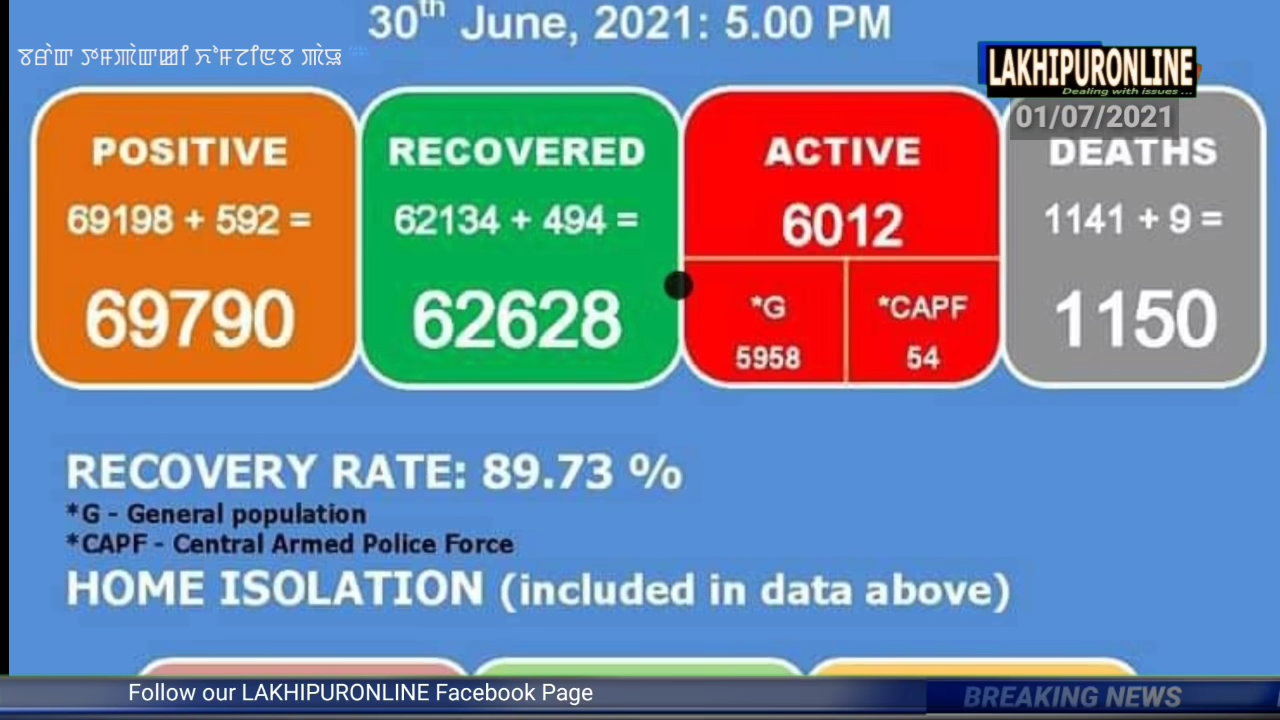 30th June, 2021: 5.00 PM
LAKHIPURONLINE
Dealing with issues ...
01/07/2021
POSITIVE
69198 + 592 =
69790
RECOVERED
62134 + 494 =
62628
ACTIVE
6012
*G
5958
*CAPF
54
DEATHS
1141 + 9 =
1150
RECOVERY RATE: 89.73 %
*G - General population
*CAPF - Central Armed Police Force
HOME ISOLATION (included in data above)
Follow our LAKHIPURONLINE Facebook Page
BREAKING NEWS